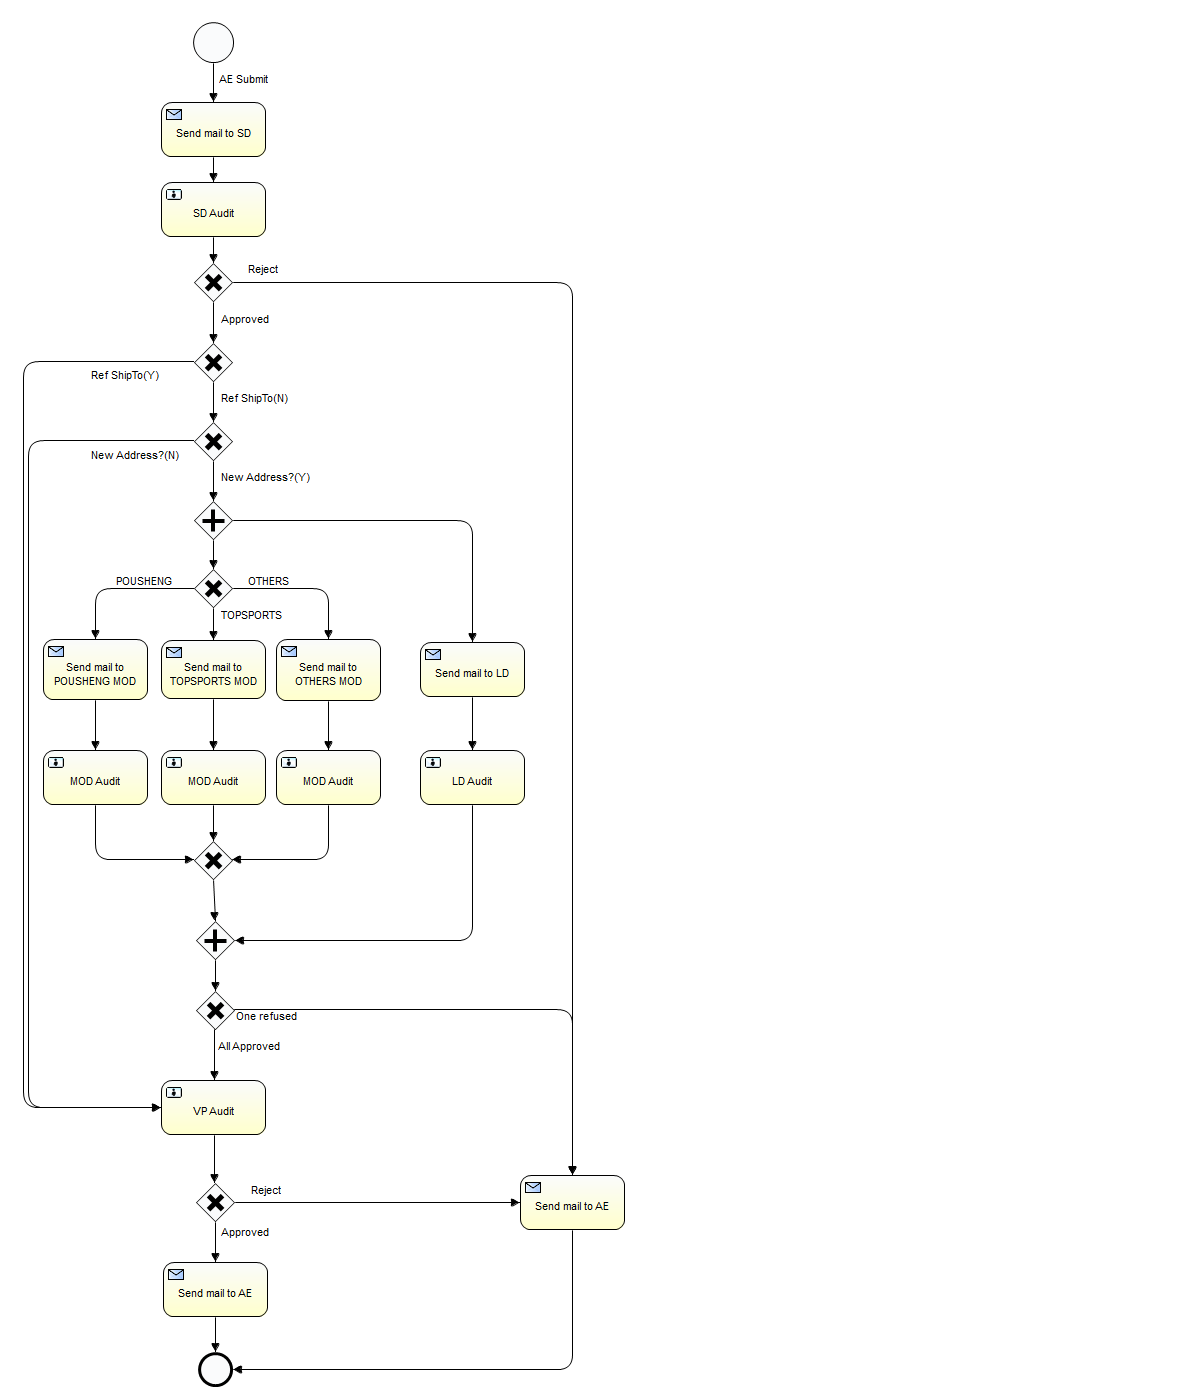 AE Submit
Send mail to SD
SD Audit
Reject
Approved
Ref ShipTo(Y)
Ref ShipTo(N)
New Address?(N)
New Address?(Y)
POUSHENG
OTHERS
TOPSPORTS
Send mail to
POUSHENG MOD
Send mail to
TOPSPORTS MOD
Send mail to
OTHERS MOD
Send mail to LD
MOD Audit
MOD Audit
MOD Audit
LD Audit
One refused
All Approved
VP Audit
Reject
Send mail to AE
Approved
Send mail to AE